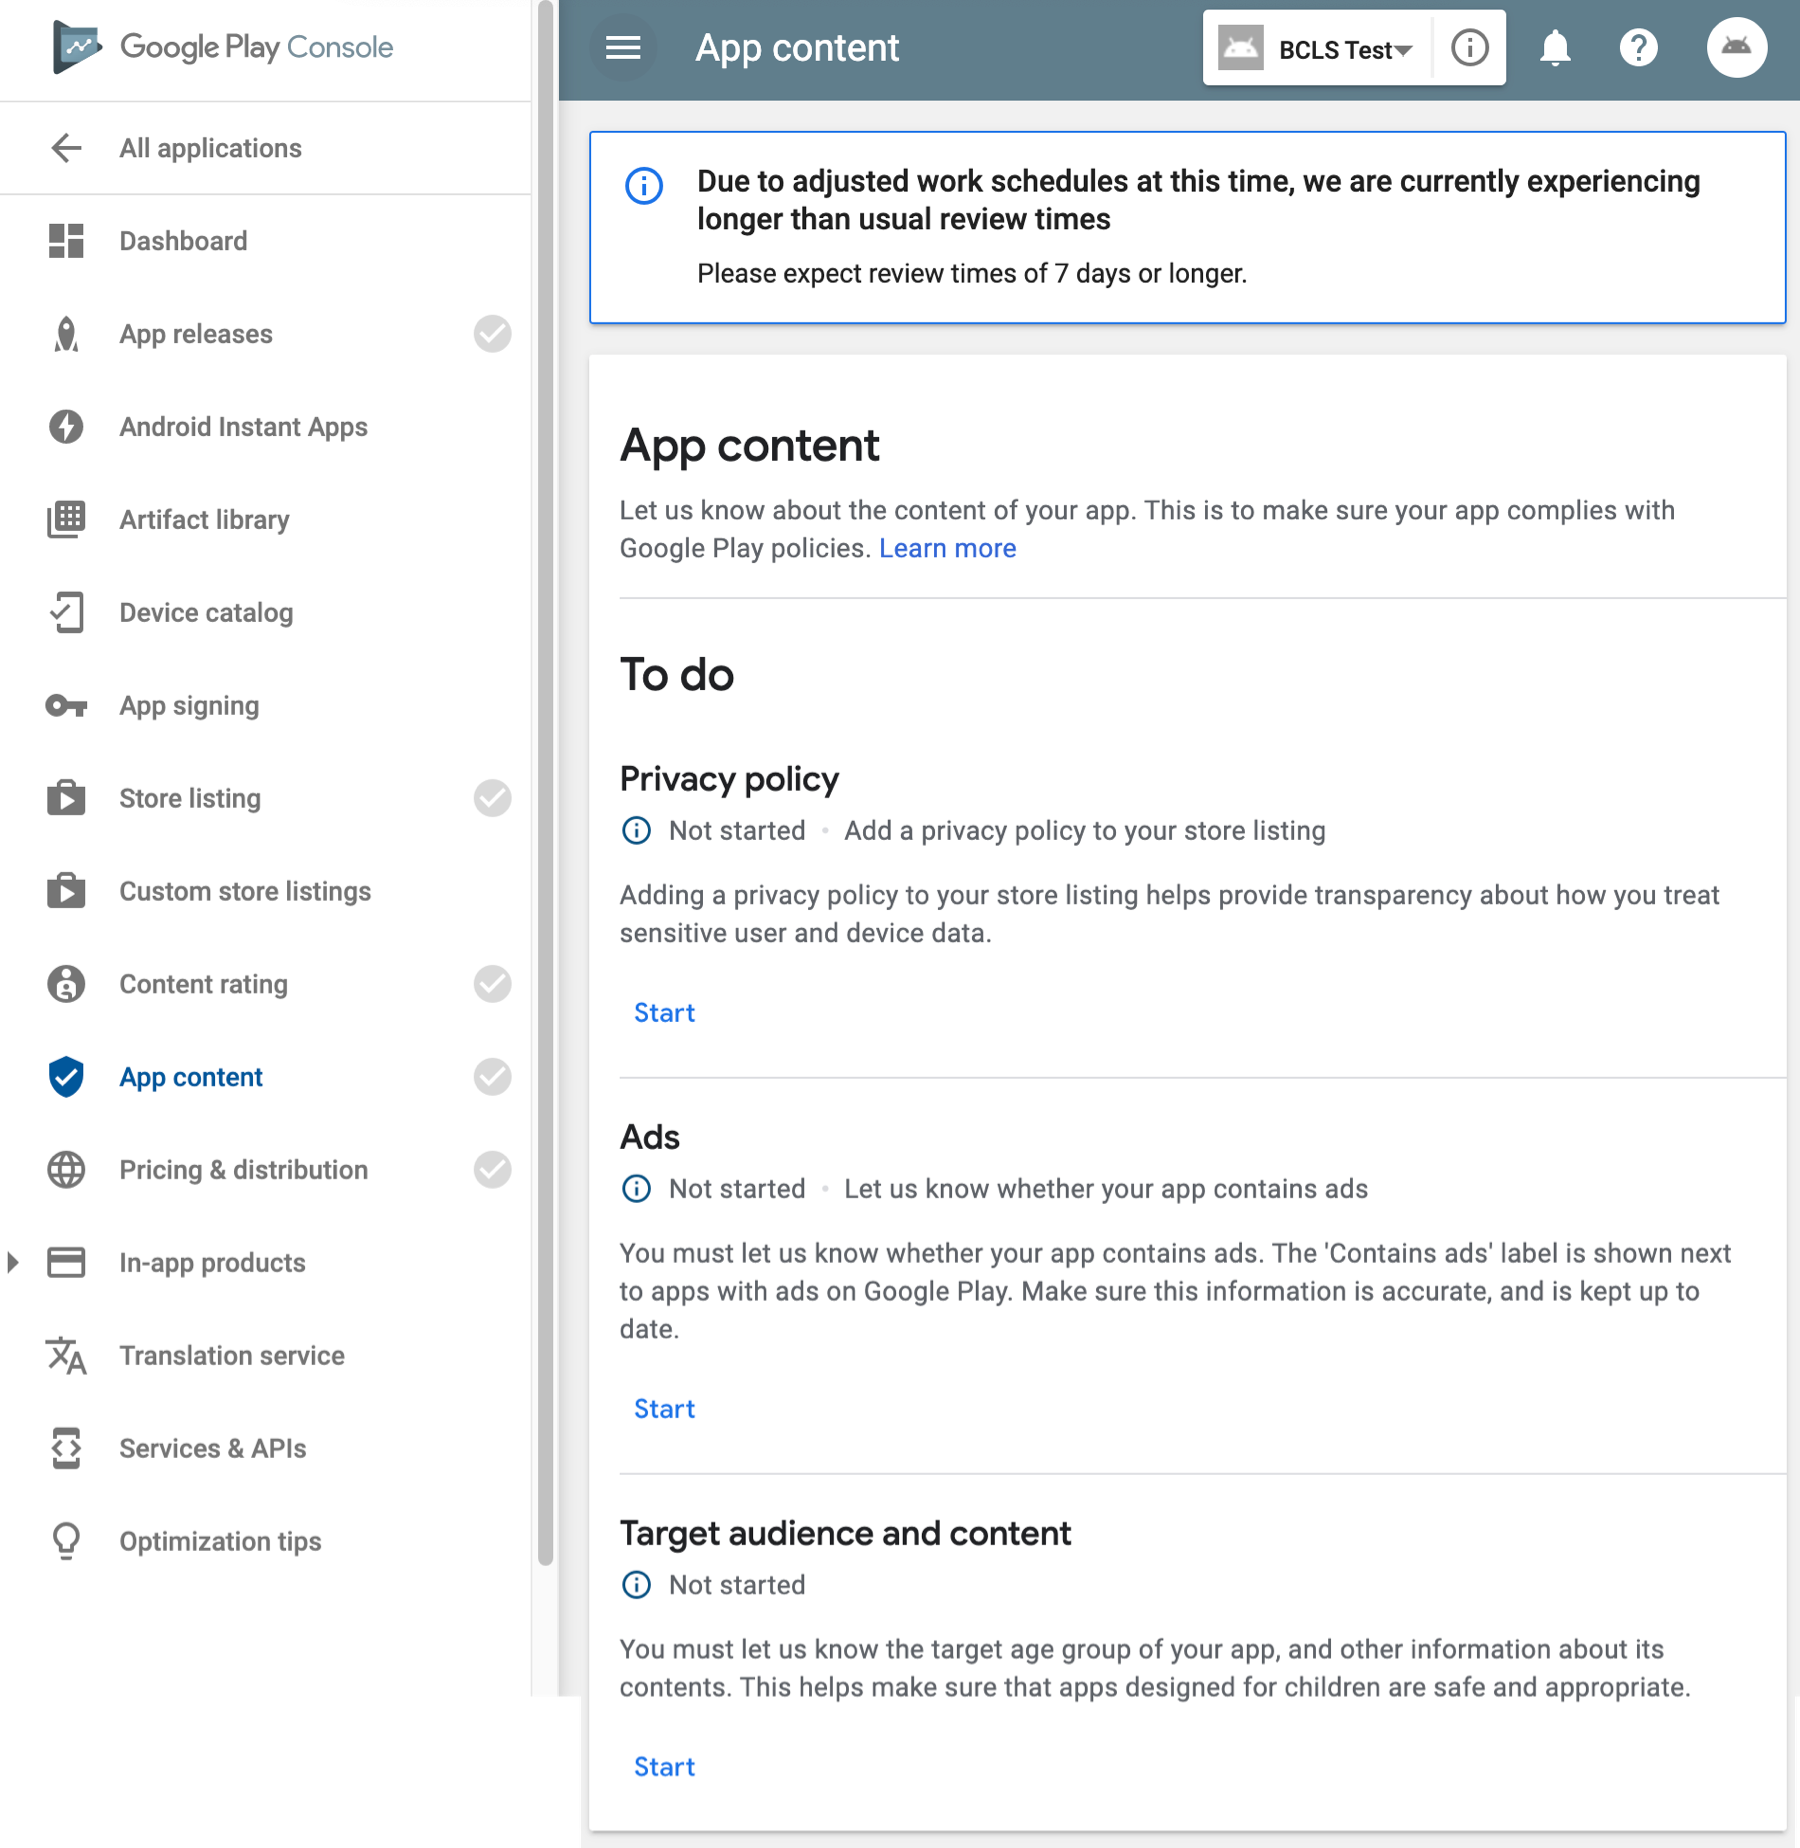 Google Play Console
All applications
Dashboard
App releases
Android Instant Apps
Artifact library
Device catalog
App signing
Store listing
Custom store listings
Content rating
App content
Pricing & distribution
In-app products
Translation service
Services & APIs
Optimization tips
App content
BCLS Test
Due to adjusted work schedules at this time, we are currently experiencing
longer than usual review times
Please expect review times of 7 days or longer.
App content
Let us know about the content of your app. This is to make sure your app complies with
Google Play policies. Learn more
To do
Privacy policy
Not started • Add a privacy policy to your store listing
Adding a privacy policy to your store listing helps provide transparency about how you treat
sensitive user and device data.
Start
Ads
Not started • Let us know whether your app contains ads
You must let us know whether your app contains ads. The 'Contains ads' label is shown next
to apps with ads on Google Play. Make sure this information is accurate, and is kept up to
date.
Start
Target audience and content
Not started
You must let us know the target age group of your app, and other information about its
contents. This helps make sure that apps designed for children are safe and appropriate.
Start